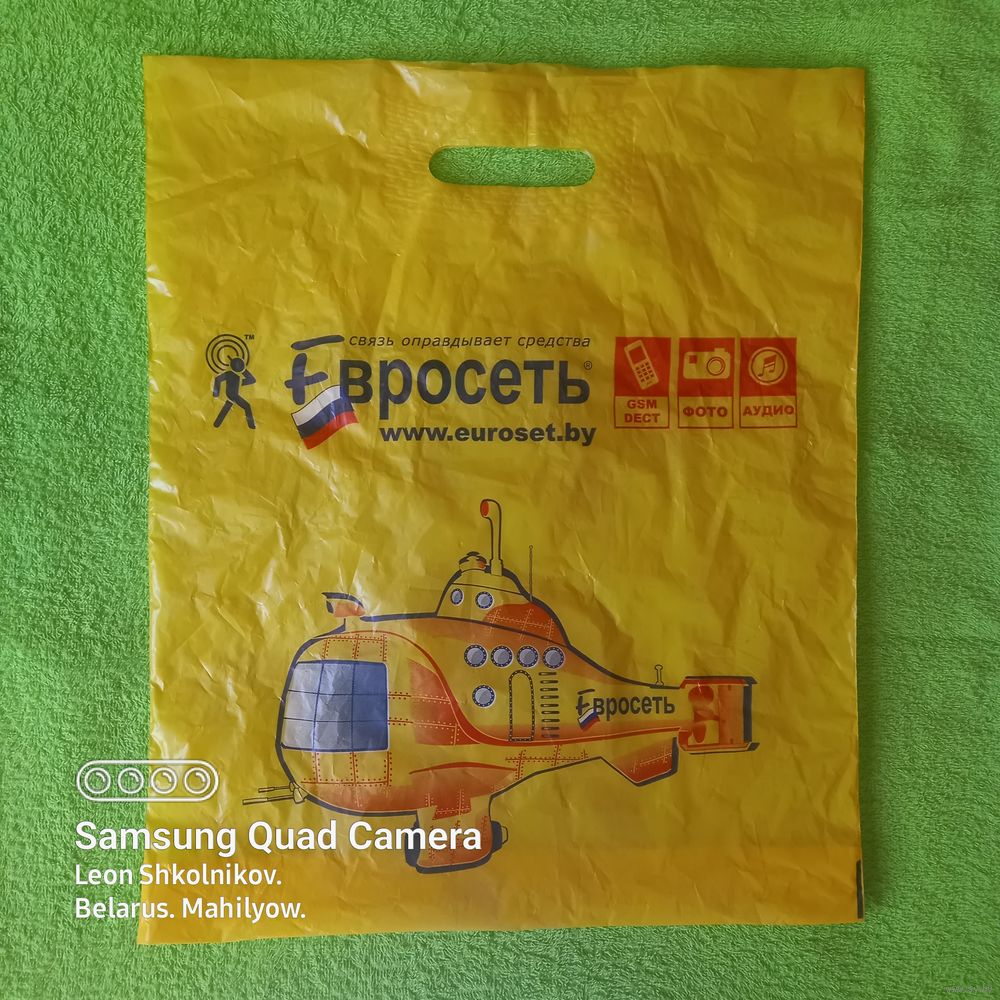 ™
связь оправдывает средства
Евросеть®
www.euroset.by
GSM
DECT
ФОТО
АУДИО
Евросеть
Samsung Quad Camera
Leon Shkolnikov.
Belarus. Mahilyow.